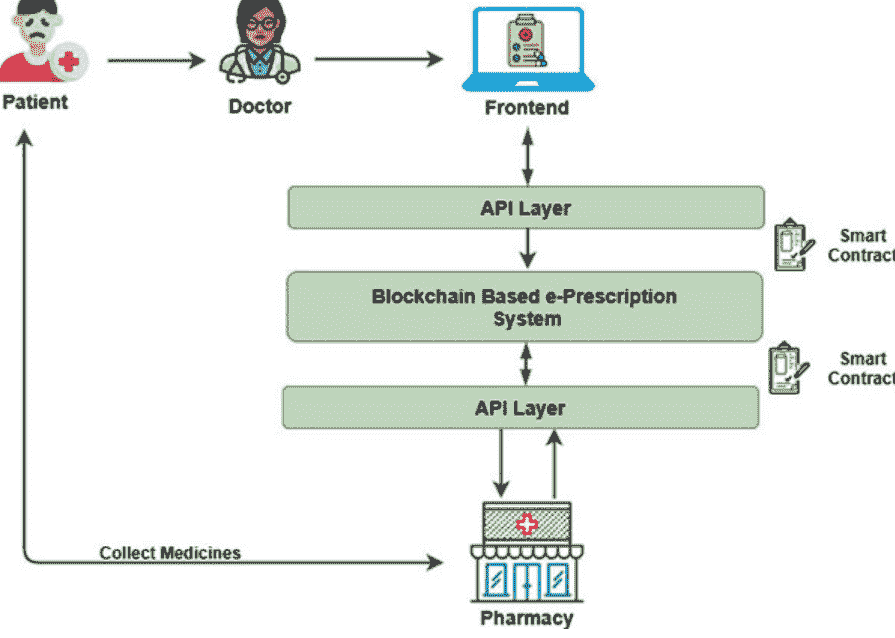 Patient
Doctor
Frontend
API Layer
Smart
Contract
Blockchain Based e-Prescription
System
Smart
Contract
API Layer
Collect Medicines
Pharmacy